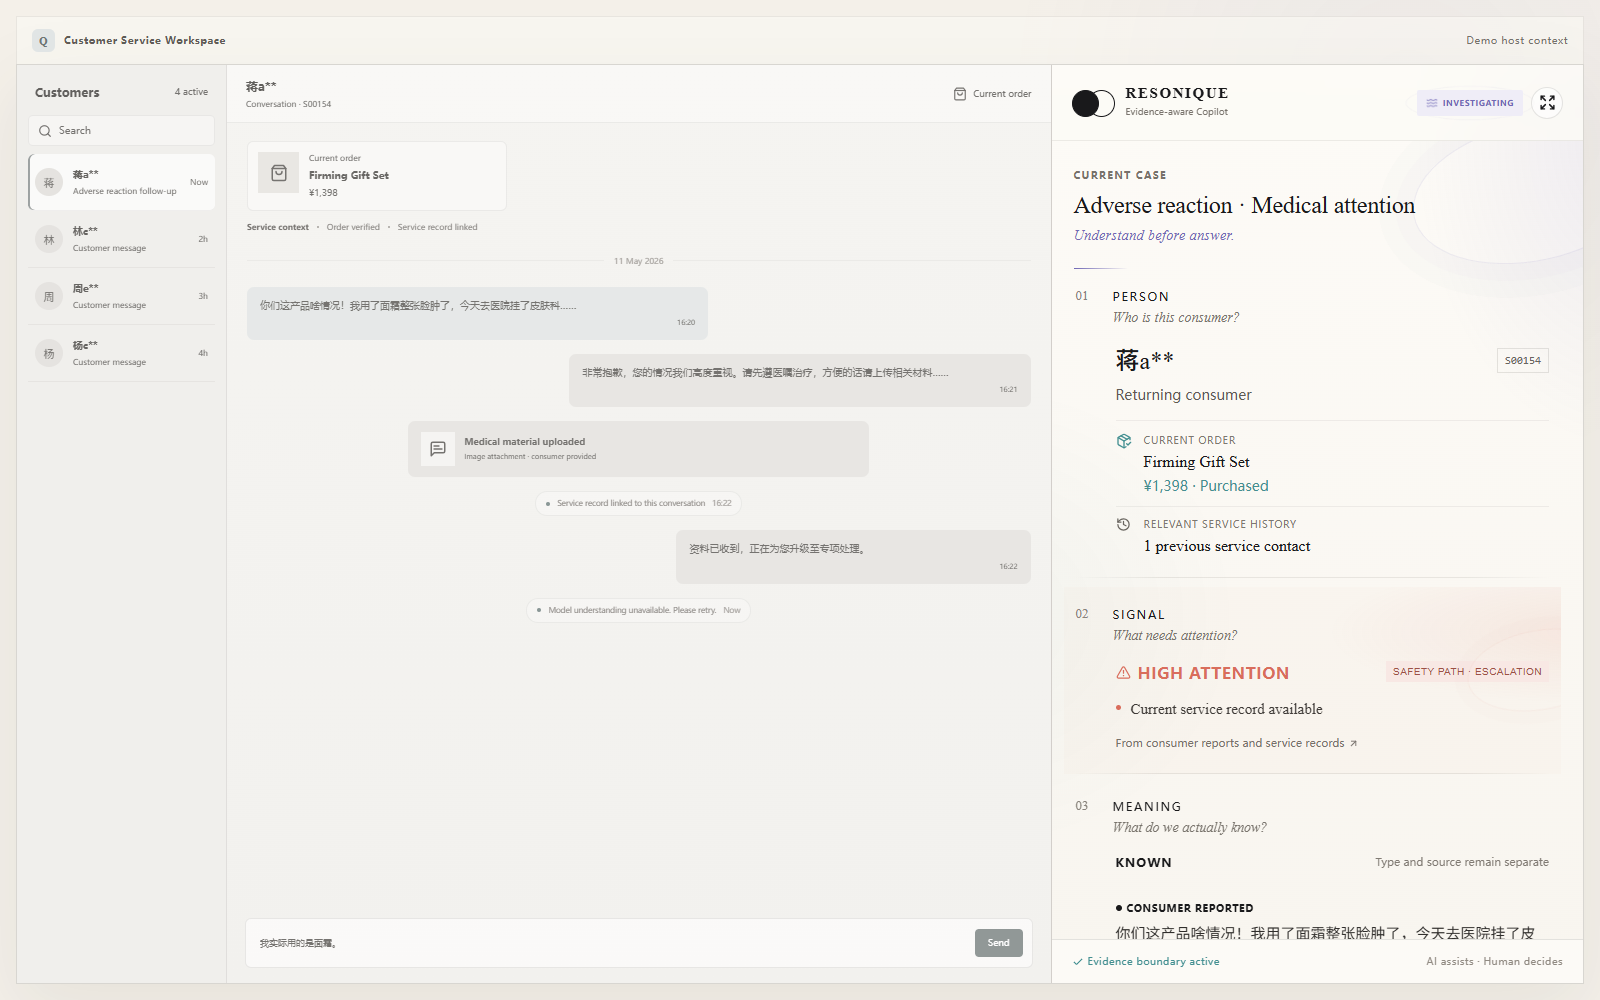 Q
Customer Service Workspace
Demo host context
Customers
4 active
Search
蒋
蒋a**
Adverse reaction follow-up
Now
林
林c**
Customer message
2h
周
周e**
Customer message
3h
杨
杨c**
Customer message
4h
蒋a**
Conversation · S00154
Current order
Current order
Firming Gift Set
¥1,398
Service context · Order verified · Service record linked
11 May 2026
你们这产品啥情况！我用了面霜整张脸肿了，今天去医院挂了皮肤科……
16:20
非常抱歉，您的情况我们高度重视。请先遵医嘱治疗，方便的话请上传相关材料……
16:21
Medical material uploaded
Image attachment · consumer provided
Service record linked to this conversation 16:22
资料已收到，正在为您升级至专项处理。
16:22
Model understanding unavailable. Please retry. Now
我实际用的是面霜。
Send
RESONIQUE
Evidence-aware Copilot
INVESTIGATING
CURRENT CASE
Adverse reaction · Medical attention
Understand before answer.
01 PERSON
Who is this consumer?
蒋a**
S00154
Returning consumer
CURRENT ORDER
Firming Gift Set
¥1,398 · Purchased
RELEVANT SERVICE HISTORY
1 previous service contact
02 SIGNAL
What needs attention?
HIGH ATTENTION
SAFETY PATH · ESCALATION
Current service record available
From consumer reports and service records ↗
03 MEANING
What do we actually know?
KNOWN
Type and source remain separate
CONSUMER REPORTED
你们这产品啥情况！我用了面霜整张脸肿了，今天去医院挂了皮
Evidence boundary active
AI assists · Human decides